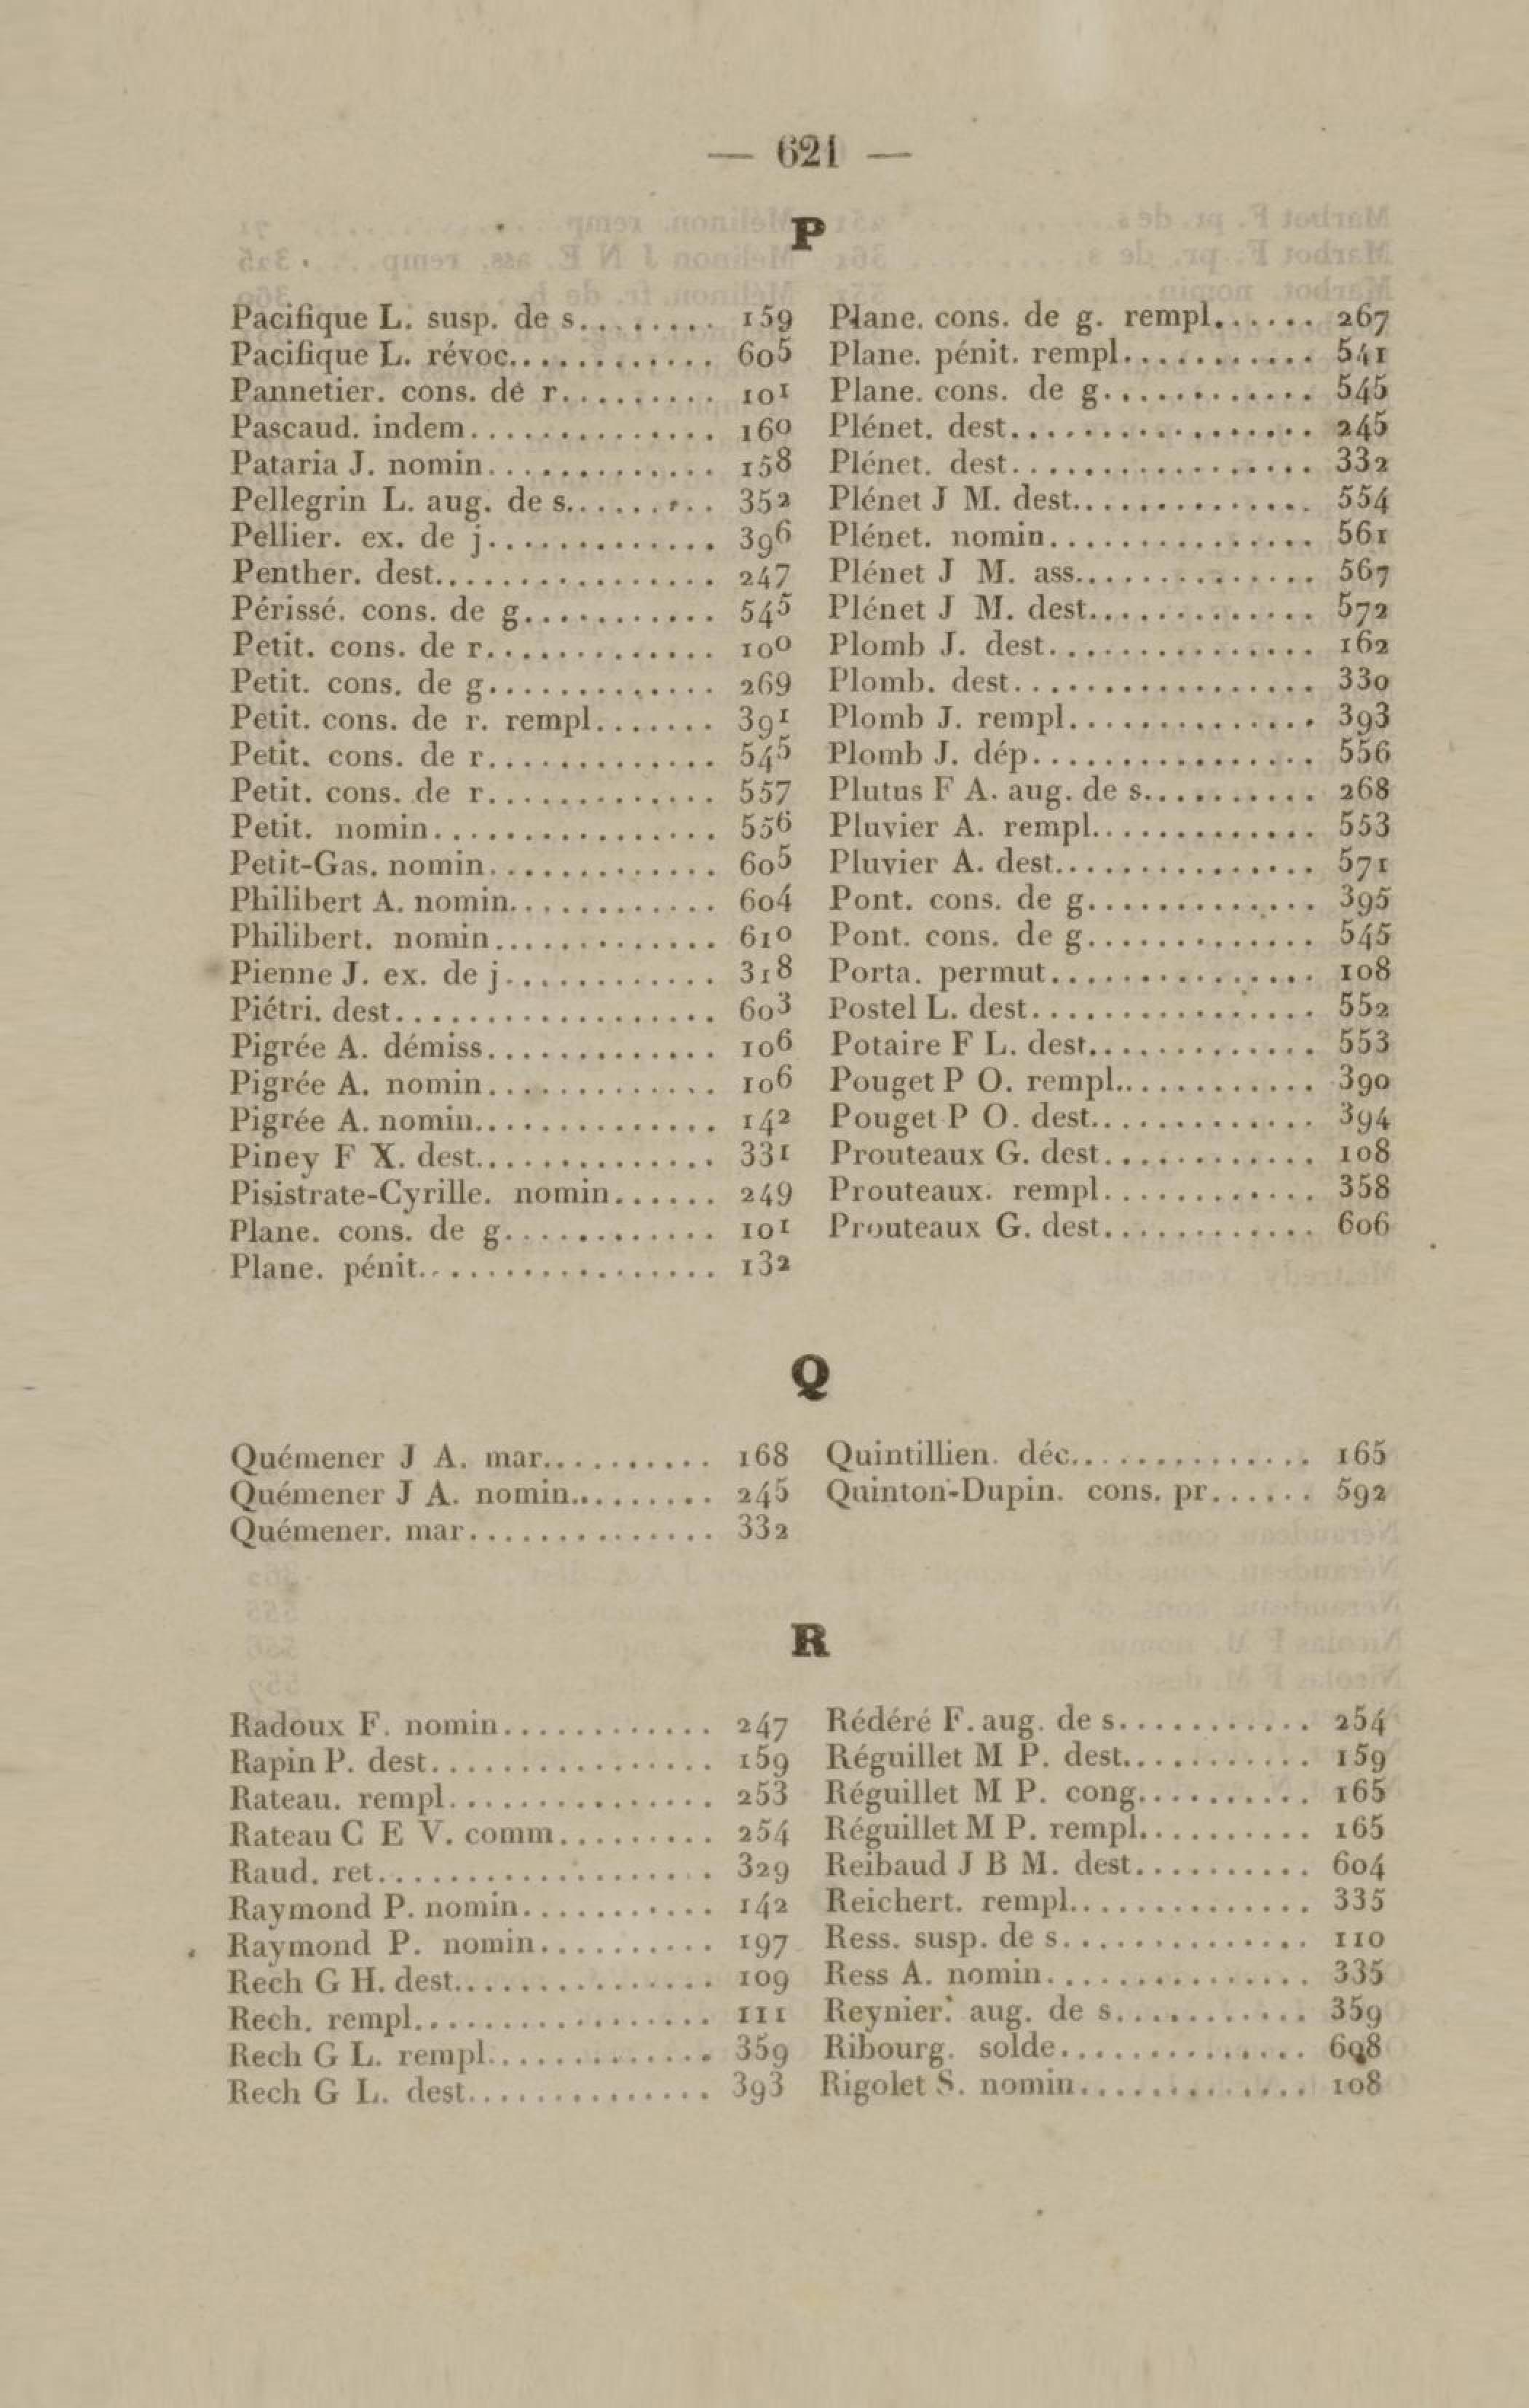 — 621 —
P
Pacifique L. susp. de s......... 159
Pacifique L. révoc............ 605
Pannetier. cons. de r......... 101
Pascaud. indem.............. 160
Pataria J. nomin............. 158
Pellegrin L. aug. de s........ 352
Pellier. ex. de j............. 396
Penther. dest................ 247
Périssé. cons. de g........... 545
Petit. cons. de r............. 100
Petit. cons. de g............. 269
Petit. cons. de r. rempl....... 391
Petit. cons. de r............. 545
Petit. cons. de r............. 557
Petit. nomin................ 556
Petit-Gas. nomin............. 605
Philibert A. nomin............ 604
Philibert. nomin............. 610
Pienne J. ex. de j............ 318
Piétri. dest.................. 603
Pigrée A. démiss............. 106
Pigrée A. nomin............. 106
Pigrée A. nomin.............. 142
Piney F X. dest.............. 331
Pisistrate-Cyrille. nomin...... 249
Plane. cons. de g............ 101
Plane. pénit................. 132
Plane. cons. de g. rempl...... 267
Plane. pénit. rempl........... 541
Plane. cons. de g............ 545
Plénet. dest................. 245
Plénet. dest................. 332
Plénet J M. dest.............. 554
Plénet. nomin............... 561
Plénet J M. ass.............. 567
Plénet J M. dest............. 572
Plomb J. dest............... 162
Plomb. dest................. 330
Plomb J. rempl.............. 393
Plomb J. dép................ 556
Plutus F A. aug. de s.......... 268
Pluvier A. rempl............. 553
Pluvier A. dest............... 571
Pont. cons. de g............. 395
Pont. cons. de g............. 545
Porta. permut............... 108
Postel L. dest................ 552
Potaire F L. dest............. 553
Pouget P O. rempl............ 390
Pouget P O. dest............. 394
Prouteaux G. dest............ 108
Prouteaux. rempl............ 358
Prouteaux G. dest............ 606
Q
Quémener J A. mar.......... 168
Quémener J A. nomin......... 245
Quémener. mar.............. 332
Quintillien. déc.............. 165
Quinton-Dupin. cons. pr...... 592
R
Radoux F. nomin............ 247
Rapin P. dest................ 159
Rateau. rempl............... 253
Rateau C E V. comm......... 254
Raud. ret................... 329
Raymond P. nomin........... 142
Raymond P. nomin.......... 197
Rech G H. dest............... 109
Rech. rempl................. 111
Rech G L. rempl............. 359
Rech G L. dest.............. 393
Rédéré F. aug. de s........... 254
Réguillet M P. dest........... 159
Réguillet M P. cong.......... 165
Réguillet M P. rempl.......... 165
Reibaud J B M. dest.......... 604
Reichert. rempl.............. 335
Ress. susp. de s.............. 110
Ress A. nomin............... 335
Reynier. aug. de s........... 359
Ribourg. solde.............. 608
Rigolet S. nomin............. 108